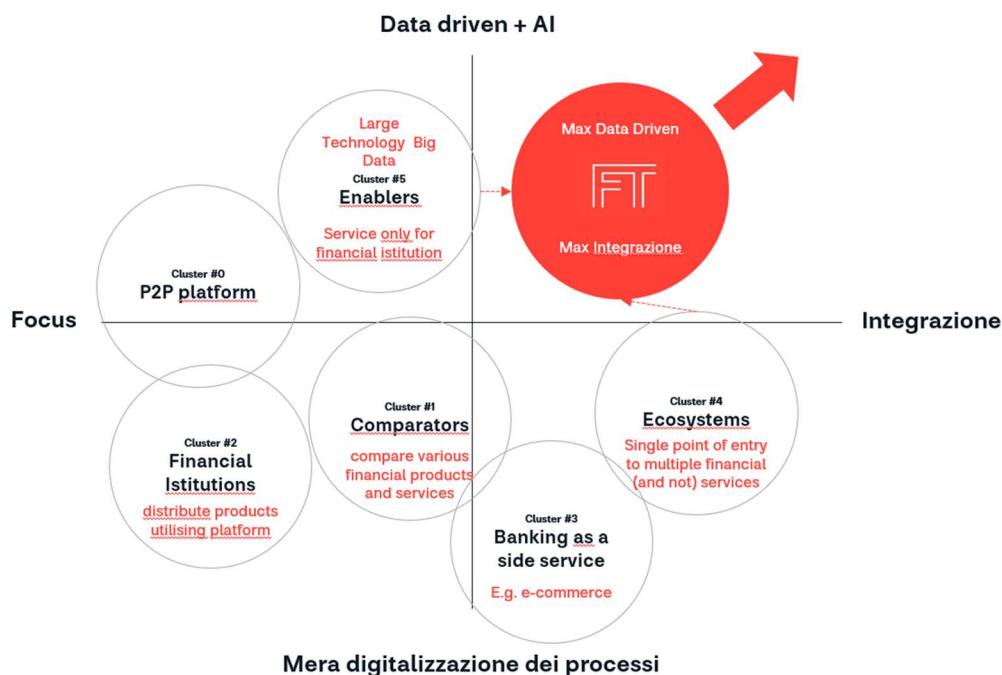 Data driven + AI
Large
Technology Big
Data
Cluster #5
Enablers
Service only for
financial istitution
Max Data Driven
FT
Max Integrazione
Cluster #0
P2P platform
Focus
Integrazione
Cluster #1
Comparators
compare various
financial products
and services
Cluster #4
Ecosystems
Single point of entry
to multiple financial
(and not) services
Cluster #2
Financial
Istitutions
distribute products
utilising platform
Cluster #3
Banking as a
side service
E.g. e-commerce
Mera digitalizzazione dei processi